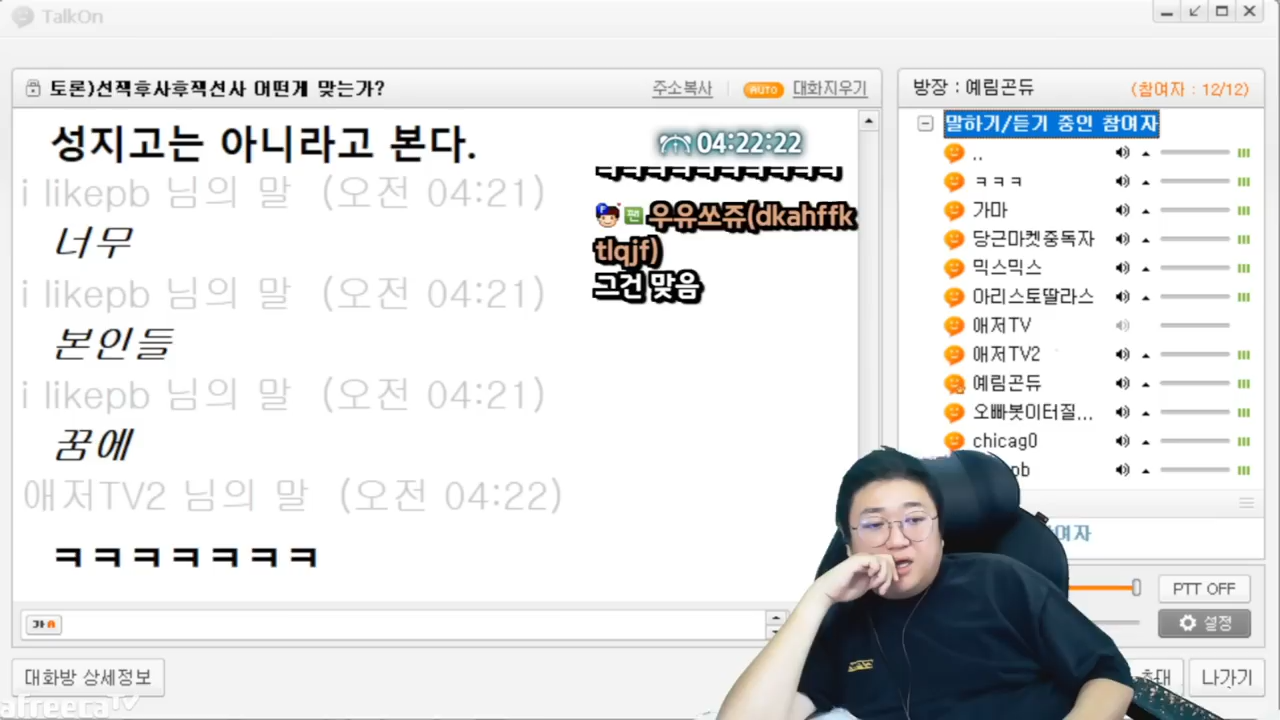 TalkOn
토론)선잭후사후잭선사 어떤게 맞는가?
주소복사
AUTO
대화지우기
성지고는 아니라고 본다.
i likepb 님의 말 (오전 04:21)
너무
i likepb 님의 말 (오전 04:21)
본인들
i likepb 님의 말 (오전 04:21)
꿈에
애저TV2 님의 말 (오전 04:22)
ㅋㅋㅋㅋㅋㅋㅋ
04:22:22
ㅋㅋㅋㅋㅋㅋㅋㅋㅋㅋ
팬 우유쏘쥬(dkahffk
tlqjf)
그건 맞음
방장 : 예림곤듀
(참여자 : 12/12)
말하기/듣기 중인 참여자
..
ㅋㅋㅋ
가마
당근마켓중독자
믹스믹스
아리스토딸라스
애저TV
애저TV2
예림곤듀
오빠봇이터질...
chicag0
pb
여자
PTT OFF
설정
가
대화방 상세정보
초대
나가기
afreecaTV